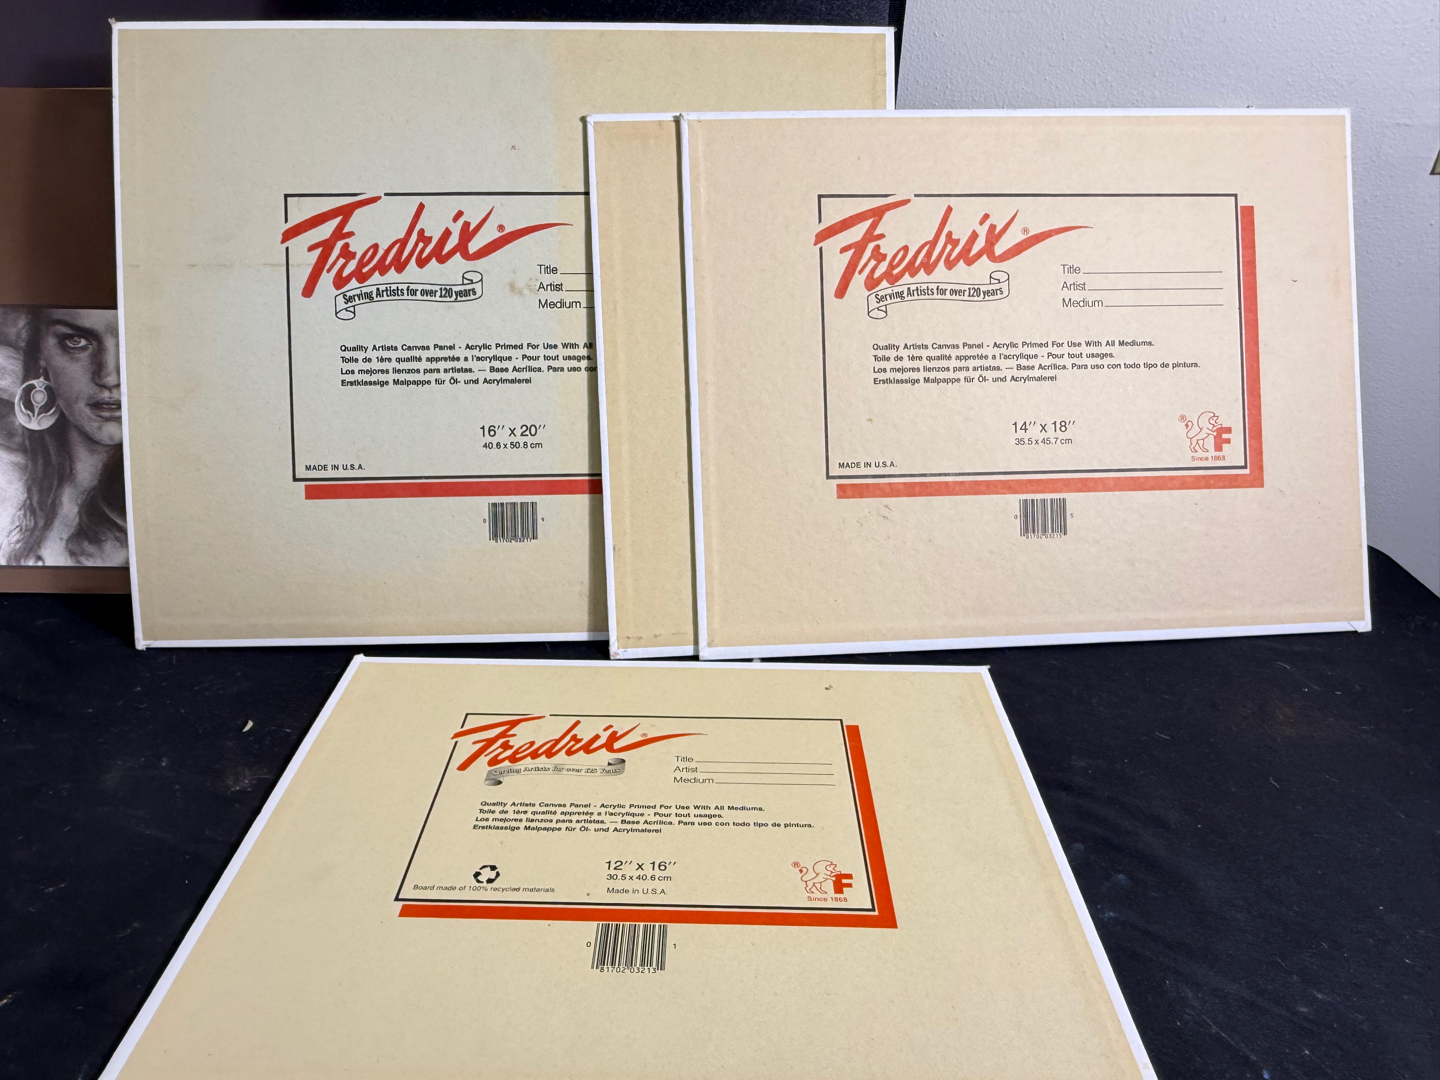 Fredrix®
Serving Artists for over 120 years
Title
Artist
Medium
Quality Artists Canvas Panel - Acrylic Primed For Use With All
Toile de 1ère qualité appretée a l'acrylique - Pour tout usages.
Los mejores lienzos para artistas. — Base Acrílica. Para uso con
Erstklassige Malpappe für Öl- und Acrylmalerei
16" x 20"
40.6 x 50.8 cm
MADE IN U.S.A.
Fredrix®
Serving Artists for over 120 years
Title
Artist
Medium
Quality Artists Canvas Panel - Acrylic Primed For Use With All Mediums.
Toile de 1ère qualité appretée a l'acrylique - Pour tout usages.
Los mejores lienzos para artistas. — Base Acrílica. Para uso con todo tipo de pintura.
Erstklassige Malpappe für Öl- und Acrylmalerei
14" x 18"
35.5 x 45.7 cm
MADE IN U.S.A.
® F
Since 1868
Fredrix®
Serving Artists for over 125 Years
Title
Artist
Medium
Quality Artists Canvas Panel - Acrylic Primed For Use With All Mediums.
Toile de 1ère qualité appretée a l'acrylique - Pour tout usages.
Los mejores lienzos para artistas. — Base Acrílica. Para uso con todo tipo de pintura.
Erstklassige Malpappe für Öl- und Acrylmalerei
12" x 16"
30.5 x 40.6 cm
Board made of 100% recycled materials
Made in U.S.A.
® F
Since 1868
0 81702 03213 1